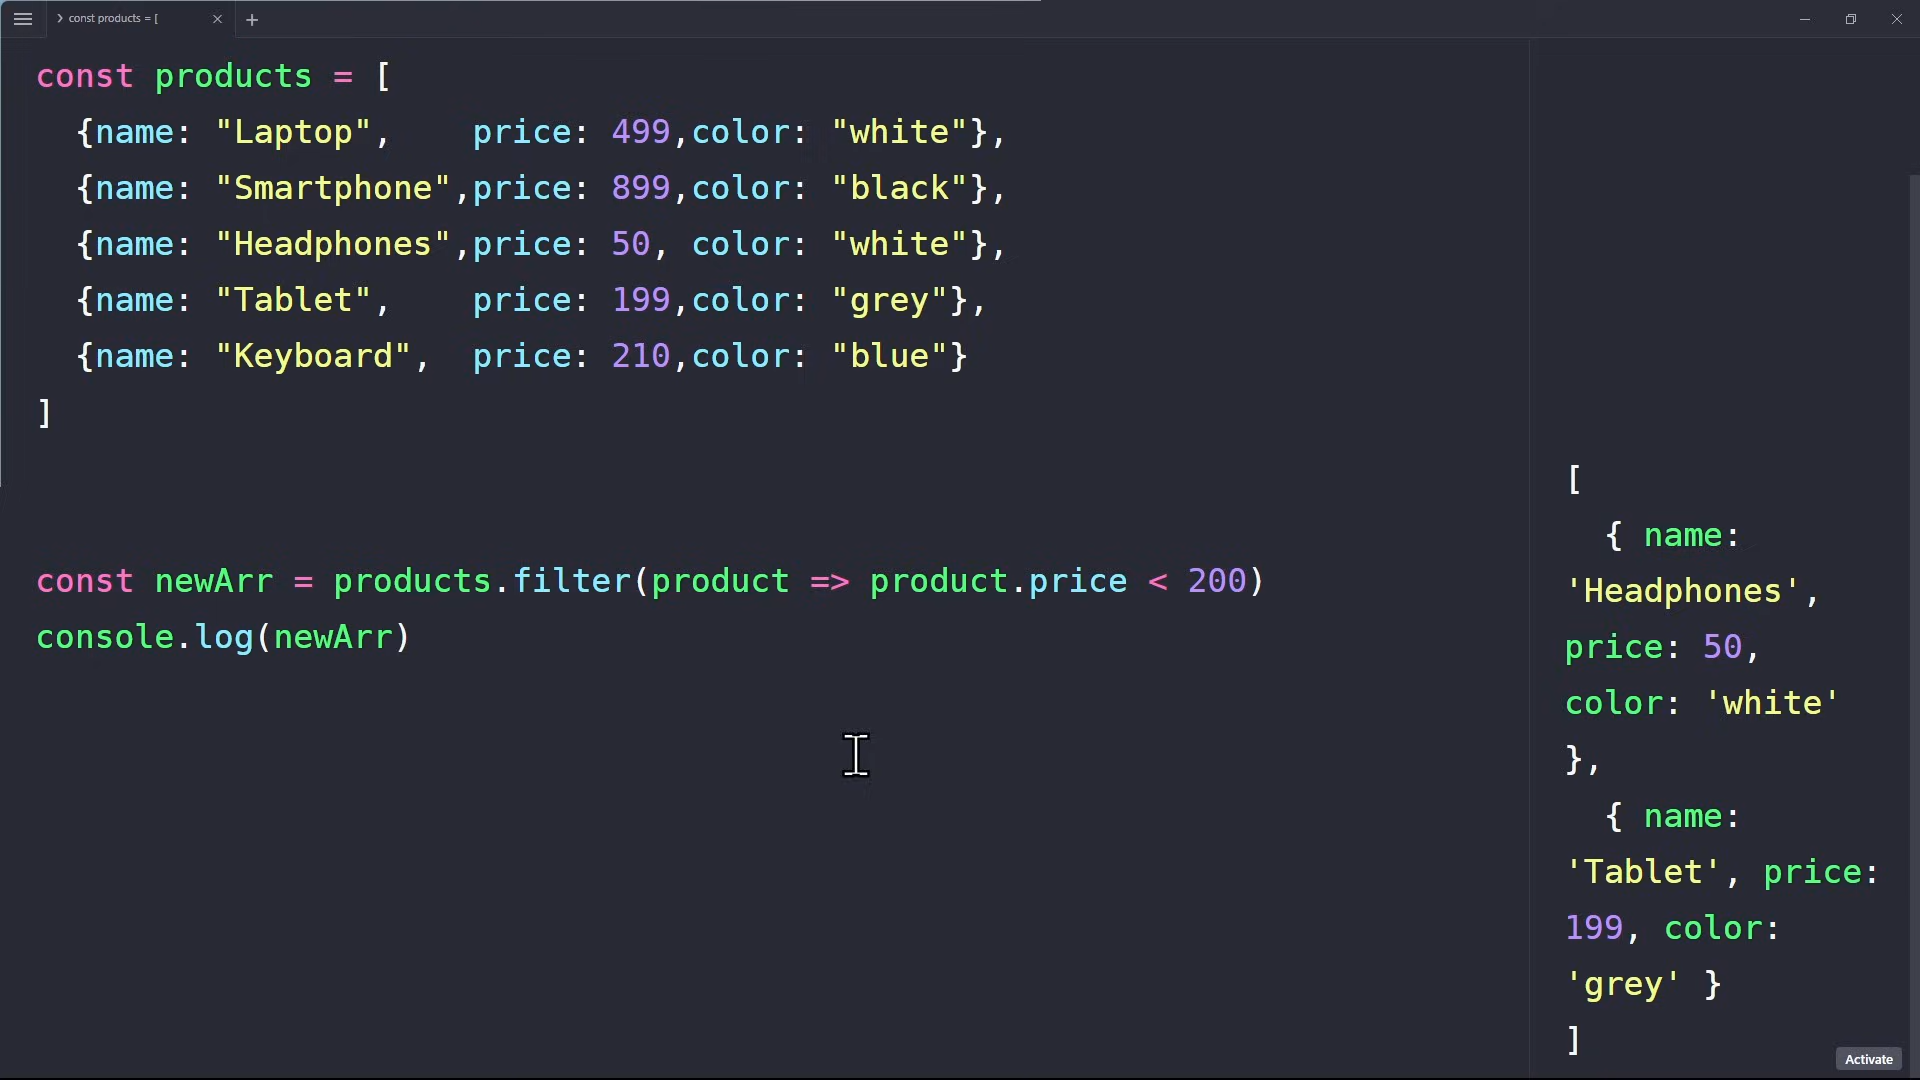 const products = [
const products = [
  {name: "Laptop",    price: 499,color: "white"},
  {name: "Smartphone",price: 899,color: "black"},
  {name: "Headphones",price: 50, color: "white"},
  {name: "Tablet",    price: 199,color: "grey"},
  {name: "Keyboard",  price: 210,color: "blue"}
]
const newArr = products.filter(product => product.price < 200)
console.log(newArr)
[
  { name:
'Headphones',
price: 50,
color: 'white'
},
  { name:
'Tablet', price:
199, color:
'grey' }
]
Activate